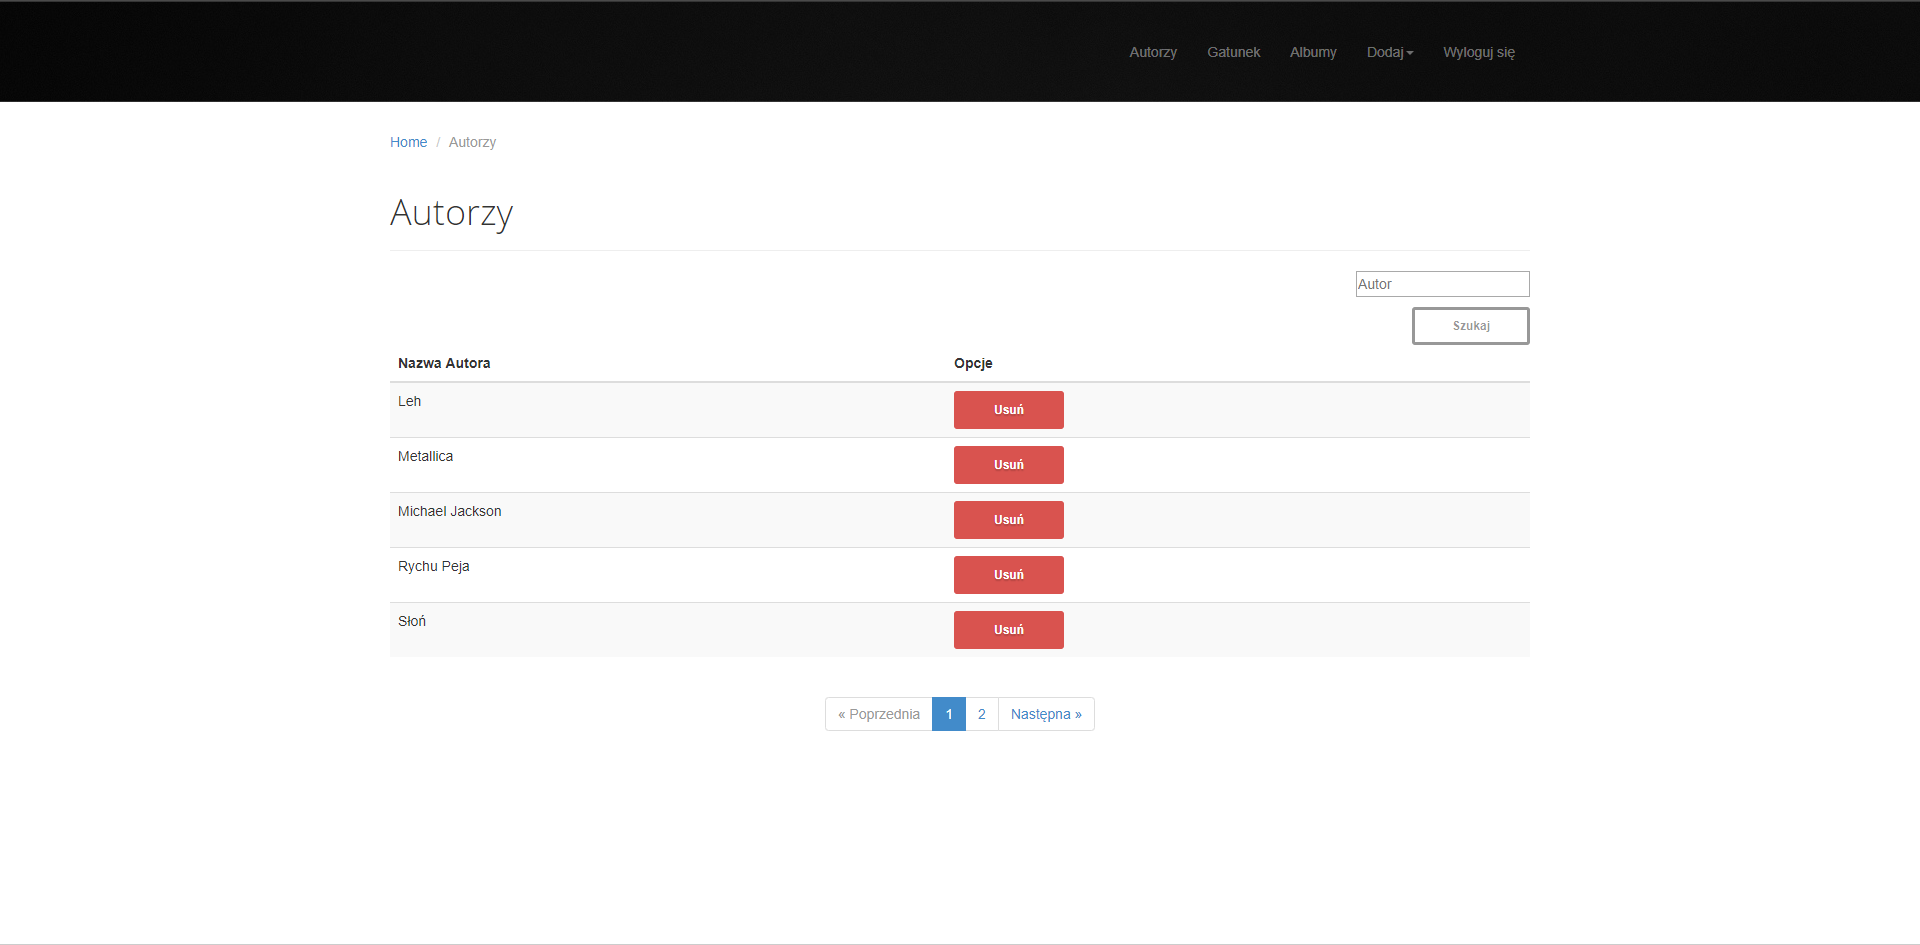 Autorzy Gatunek Albumy Dodaj Wyloguj się
Home / Autorzy
Autorzy
Autor
Szukaj
Nazwa Autora Opcje
Leh Usuń
Metallica Usuń
Michael Jackson Usuń
Rychu Peja Usuń
Słoń Usuń
« Poprzednia 1 2 Następna »